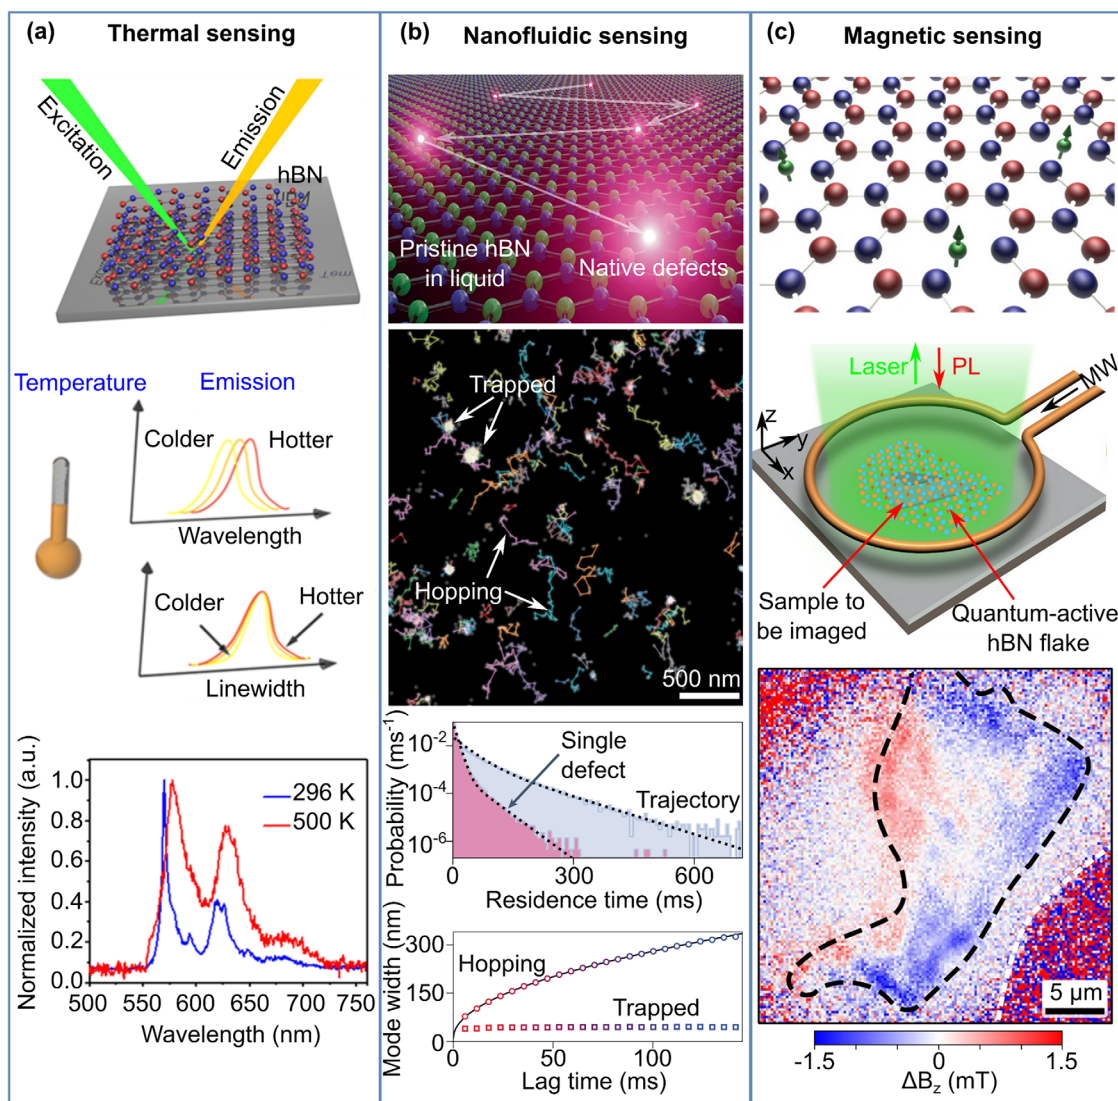 (a) Thermal sensing
Excitation
Emission
hBN
Temperature
Emission
Colder
Hotter
Wavelength
Colder
Hotter
Linewidth
Normalized intensity (a.u.)
1.0
0.8
0.6
0.4
0.2
0.0
296 K
500 K
500 550 600 650 700 750
Wavelength (nm)
(b) Nanofluidic sensing
Pristine hBN
in liquid
Native defects
Trapped
Hopping
500 nm
Probability (ms⁻¹)
10⁻²
10⁻⁴
10⁻⁶
Single
defect
Trajectory
0 300 600
Residence time (ms)
Mode width (nm)
300
150
0
Hopping
Trapped
0 50 100
Lag time (ms)
(c) Magnetic sensing
Laser
PL
MW
z
y
x
Sample to
be imaged
Quantum-active
hBN flake
5 µm
-1.5 0 1.5
ΔB_z (mT)